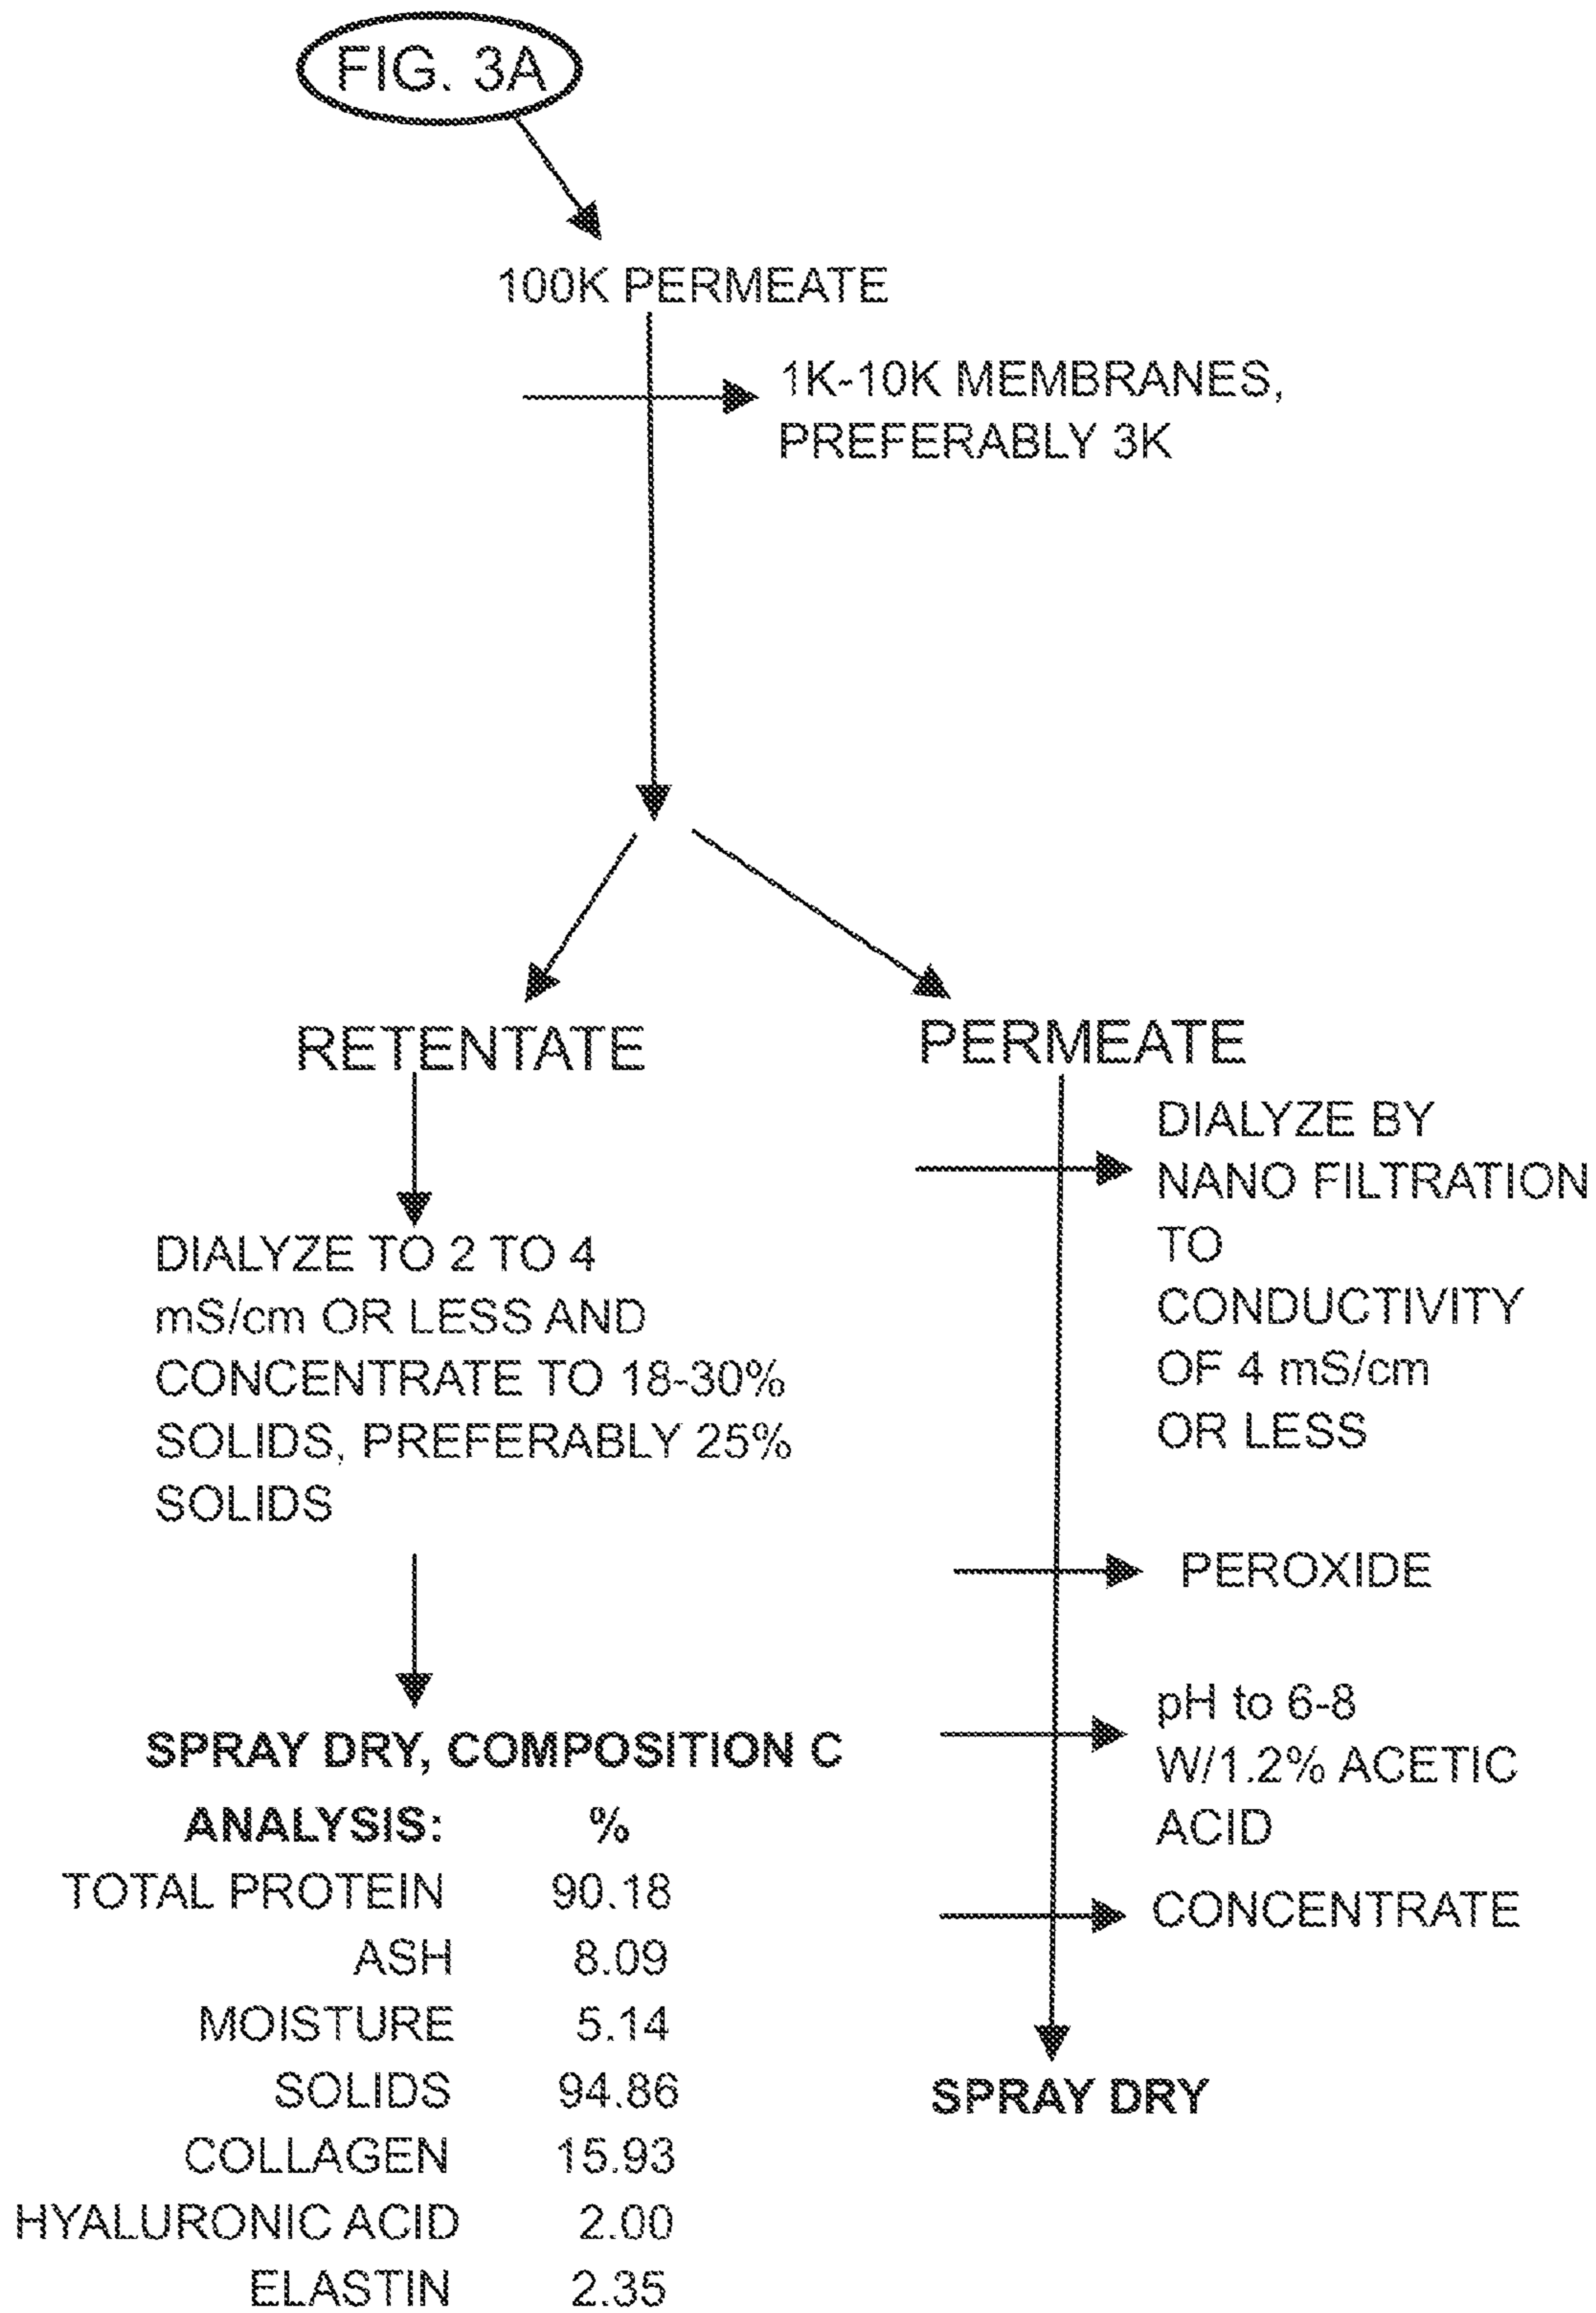 FIG. 3A
100K PERMEATE
1K-10K MEMBRANES,
PREFERABLY 3K
RETENTATE
DIALYZE TO 2 TO 4
mS/cm OR LESS AND
CONCENTRATE TO 18-30%
SOLIDS, PREFERABLY 25%
SOLIDS
SPRAY DRY, COMPOSITION C
ANALYSIS: %
TOTAL PROTEIN 90.18
ASH 8.09
MOISTURE 5.14
SOLIDS 94.86
COLLAGEN 15.93
HYALURONIC ACID 2.00
ELASTIN 2.35
PERMEATE
DIALYZE BY
NANO FILTRATION
TO
CONDUCTIVITY
OF 4 mS/cm
OR LESS
PEROXIDE
pH to 6-8
W/1.2% ACETIC
ACID
CONCENTRATE
SPRAY DRY